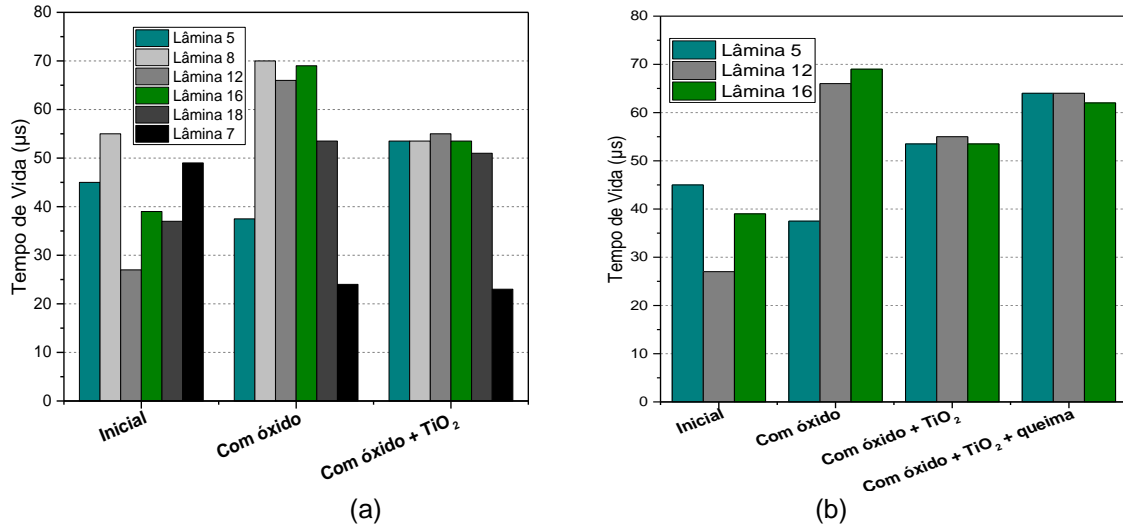 80
70
60
50
40
30
20
10
0
Tempo de Vida (µs)
Lâmina 5
Lâmina 8
Lâmina 12
Lâmina 16
Lâmina 18
Lâmina 7
Inicial
Com óxido
Com óxido + TiO₂
(a)
80
70
60
50
40
30
20
10
0
Tempo de Vida (µs)
Lâmina 5
Lâmina 12
Lâmina 16
Inicial
Com óxido
Com óxido + TiO₂
Com óxido + TiO₂ + queima
(b)